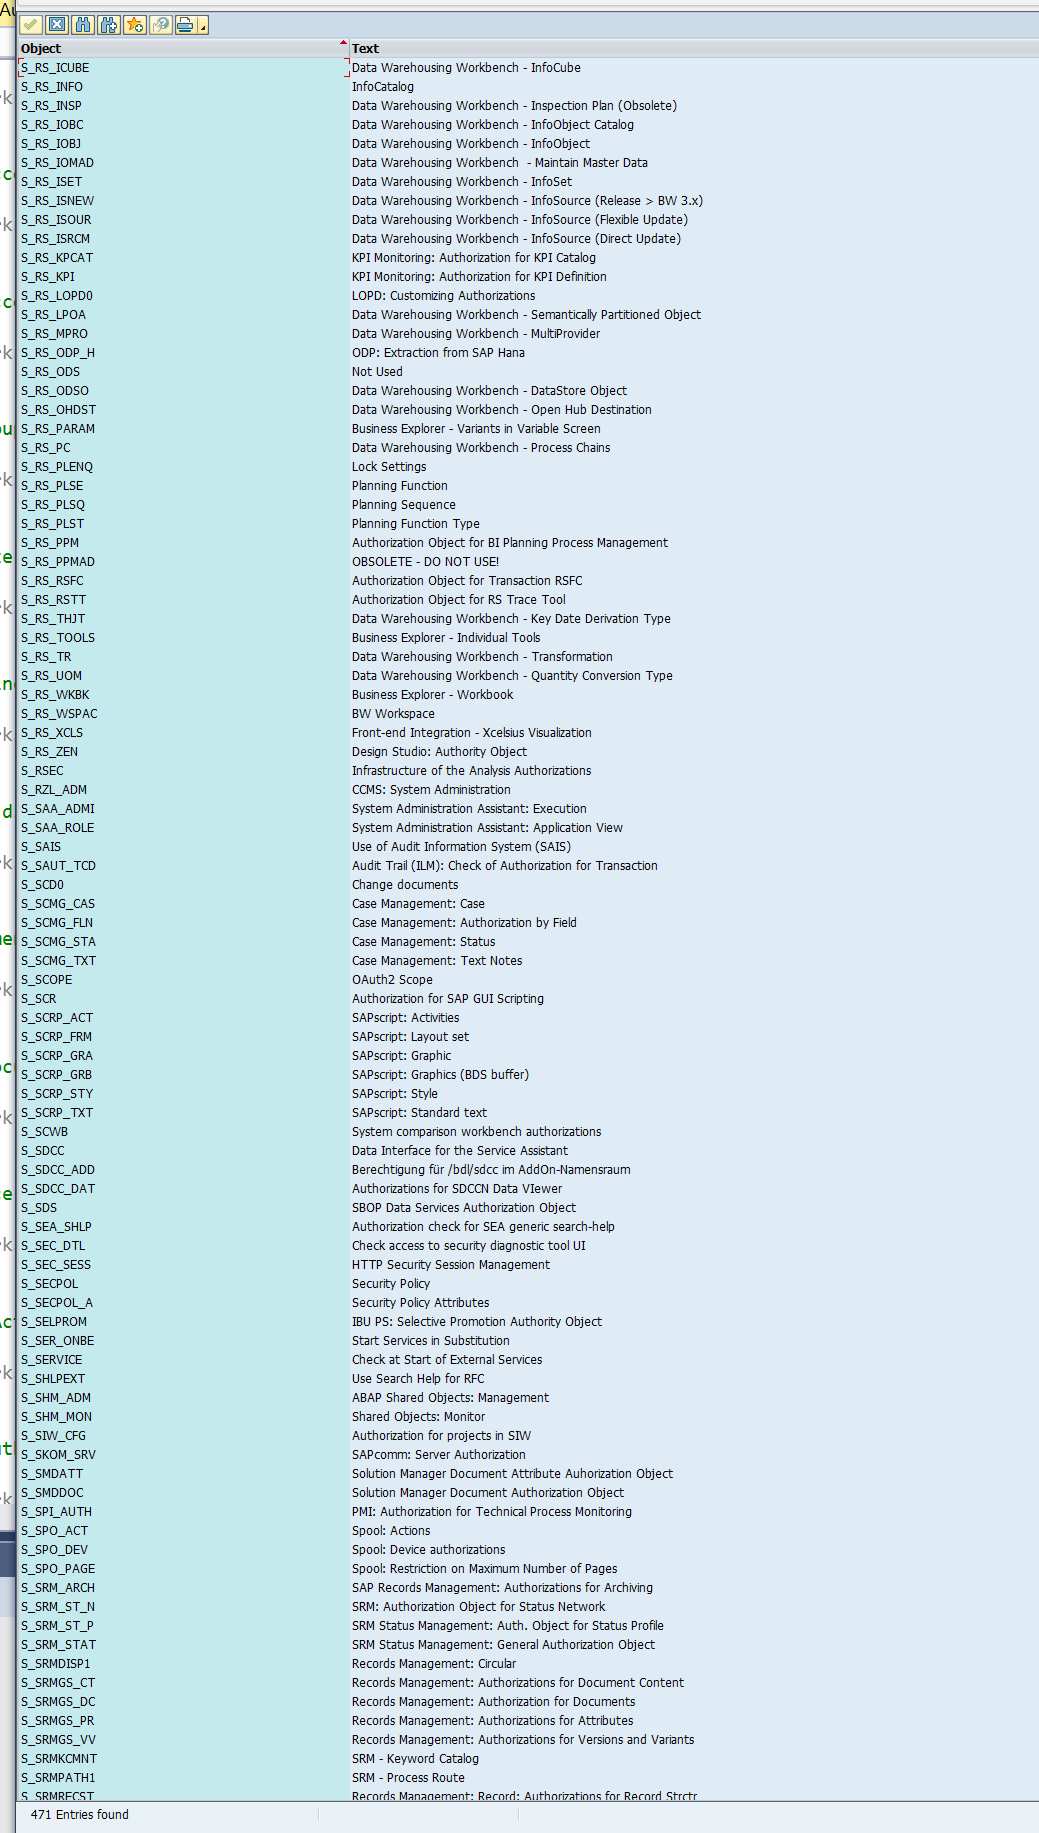 Au
Object Text
S_RS_ICUBE Data Warehousing Workbench - InfoCube
S_RS_INFO InfoCatalog
S_RS_INSP Data Warehousing Workbench - Inspection Plan (Obsolete)
S_RS_IOBC Data Warehousing Workbench - InfoObject Catalog
S_RS_IOBJ Data Warehousing Workbench - InfoObject
S_RS_IOMAD Data Warehousing Workbench  - Maintain Master Data
S_RS_ISET Data Warehousing Workbench - InfoSet
S_RS_ISNEW Data Warehousing Workbench - InfoSource (Release > BW 3.x)
S_RS_ISOUR Data Warehousing Workbench - InfoSource (Flexible Update)
S_RS_ISRCM Data Warehousing Workbench - InfoSource (Direct Update)
S_RS_KPCAT KPI Monitoring: Authorization for KPI Catalog
S_RS_KPI KPI Monitoring: Authorization for KPI Definition
S_RS_LOPD0 LOPD: Customizing Authorizations
S_RS_LPOA Data Warehousing Workbench - Semantically Partitioned Object
S_RS_MPRO Data Warehousing Workbench - MultiProvider
S_RS_ODP_H ODP: Extraction from SAP Hana
S_RS_ODS Not Used
S_RS_ODSO Data Warehousing Workbench - DataStore Object
S_RS_OHDST Data Warehousing Workbench - Open Hub Destination
S_RS_PARAM Business Explorer - Variants in Variable Screen
S_RS_PC Data Warehousing Workbench - Process Chains
S_RS_PLENQ Lock Settings
S_RS_PLSE Planning Function
S_RS_PLSQ Planning Sequence
S_RS_PLST Planning Function Type
S_RS_PPM Authorization Object for BI Planning Process Management
S_RS_PPMAD OBSOLETE - DO NOT USE!
S_RS_RSFC Authorization Object for Transaction RSFC
S_RS_RSTT Authorization Object for RS Trace Tool
S_RS_THJT Data Warehousing Workbench - Key Date Derivation Type
S_RS_TOOLS Business Explorer - Individual Tools
S_RS_TR Data Warehousing Workbench - Transformation
S_RS_UOM Data Warehousing Workbench - Quantity Conversion Type
S_RS_WKBK Business Explorer - Workbook
S_RS_WSPAC BW Workspace
S_RS_XCLS Front-end Integration - Xcelsius Visualization
S_RS_ZEN Design Studio: Authority Object
S_RSEC Infrastructure of the Analysis Authorizations
S_RZL_ADM CCMS: System Administration
S_SAA_ADMI System Administration Assistant: Execution
S_SAA_ROLE System Administration Assistant: Application View
S_SAIS Use of Audit Information System (SAIS)
S_SAUT_TCD Audit Trail (ILM): Check of Authorization for Transaction
S_SCD0 Change documents
S_SCMG_CAS Case Management: Case
S_SCMG_FLN Case Management: Authorization by Field
S_SCMG_STA Case Management: Status
S_SCMG_TXT Case Management: Text Notes
S_SCOPE OAuth2 Scope
S_SCR Authorization for SAP GUI Scripting
S_SCRP_ACT SAPscript: Activities
S_SCRP_FRM SAPscript: Layout set
S_SCRP_GRA SAPscript: Graphic
S_SCRP_GRB SAPscript: Graphics (BDS buffer)
S_SCRP_STY SAPscript: Style
S_SCRP_TXT SAPscript: Standard text
S_SCWB System comparison workbench authorizations
S_SDCC Data Interface for the Service Assistant
S_SDCC_ADD Berechtigung für /bdl/sdcc im AddOn-Namensraum
S_SDCC_DAT Authorizations for SDCCN Data VIewer
S_SDS SBOP Data Services Authorization Object
S_SEA_SHLP Authorization check for SEA generic search-help
S_SEC_DTL Check access to security diagnostic tool UI
S_SEC_SESS HTTP Security Session Management
S_SECPOL Security Policy
S_SECPOL_A Security Policy Attributes
S_SELPROM IBU PS: Selective Promotion Authority Object
S_SER_ONBE Start Services in Substitution
S_SERVICE Check at Start of External Services
S_SHLPEXT Use Search Help for RFC
S_SHM_ADM ABAP Shared Objects: Management
S_SHM_MON Shared Objects: Monitor
S_SIW_CFG Authorization for projects in SIW
S_SKOM_SRV SAPcomm: Server Authorization
S_SMDATT Solution Manager Document Attribute Auhorization Object
S_SMDDOC Solution Manager Document Authorization Object
S_SPI_AUTH PMI: Authorization for Technical Process Monitoring
S_SPO_ACT Spool: Actions
S_SPO_DEV Spool: Device authorizations
S_SPO_PAGE Spool: Restriction on Maximum Number of Pages
S_SRM_ARCH SAP Records Management: Authorizations for Archiving
S_SRM_ST_N SRM: Authorization Object for Status Network
S_SRM_ST_P SRM Status Management: Auth. Object for Status Profile
S_SRM_STAT SRM Status Management: General Authorization Object
S_SRMDISP1 Records Management: Circular
S_SRMGS_CT Records Management: Authorizations for Document Content
S_SRMGS_DC Records Management: Authorization for Documents
S_SRMGS_PR Records Management: Authorizations for Attributes
S_SRMGS_VV Records Management: Authorizations for Versions and Variants
S_SRMKCMNT SRM - Keyword Catalog
S_SRMPATH1 SRM - Process Route
S_SRMRECST Records Management: Record: Authorizations for Record Strctr
471 Entries found